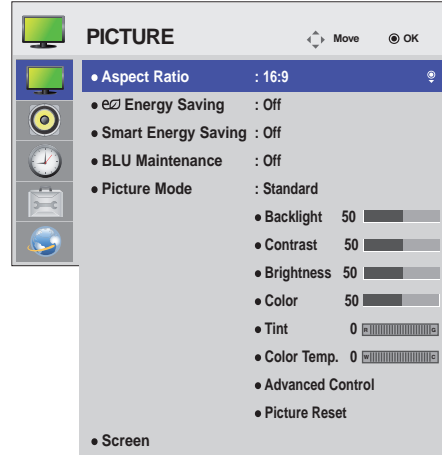 PICTURE Move OK
• Aspect Ratio : 16:9
• Energy Saving : Off
• Smart Energy Saving : Off
• BLU Maintenance : Off
• Picture Mode : Standard
• Backlight 50
• Contrast 50
• Brightness 50
• Color 50
• Tint 0 R G
• Color Temp. 0 W C
• Advanced Control
• Picture Reset
• Screen